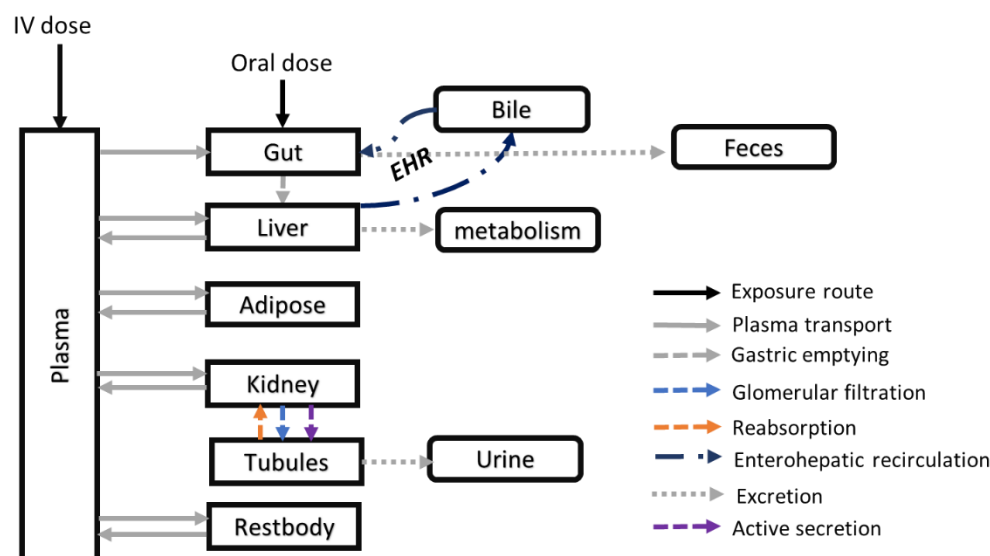 IV dose
Oral dose
Bile
Gut
EHR
Feces
Liver
metabolism
Adipose
Plasma
Kidney
Tubules
Urine
Restbody
Exposure route
Plasma transport
Gastric emptying
Glomerular filtration
Reabsorption
Enterohepatic recirculation
Excretion
Active secretion